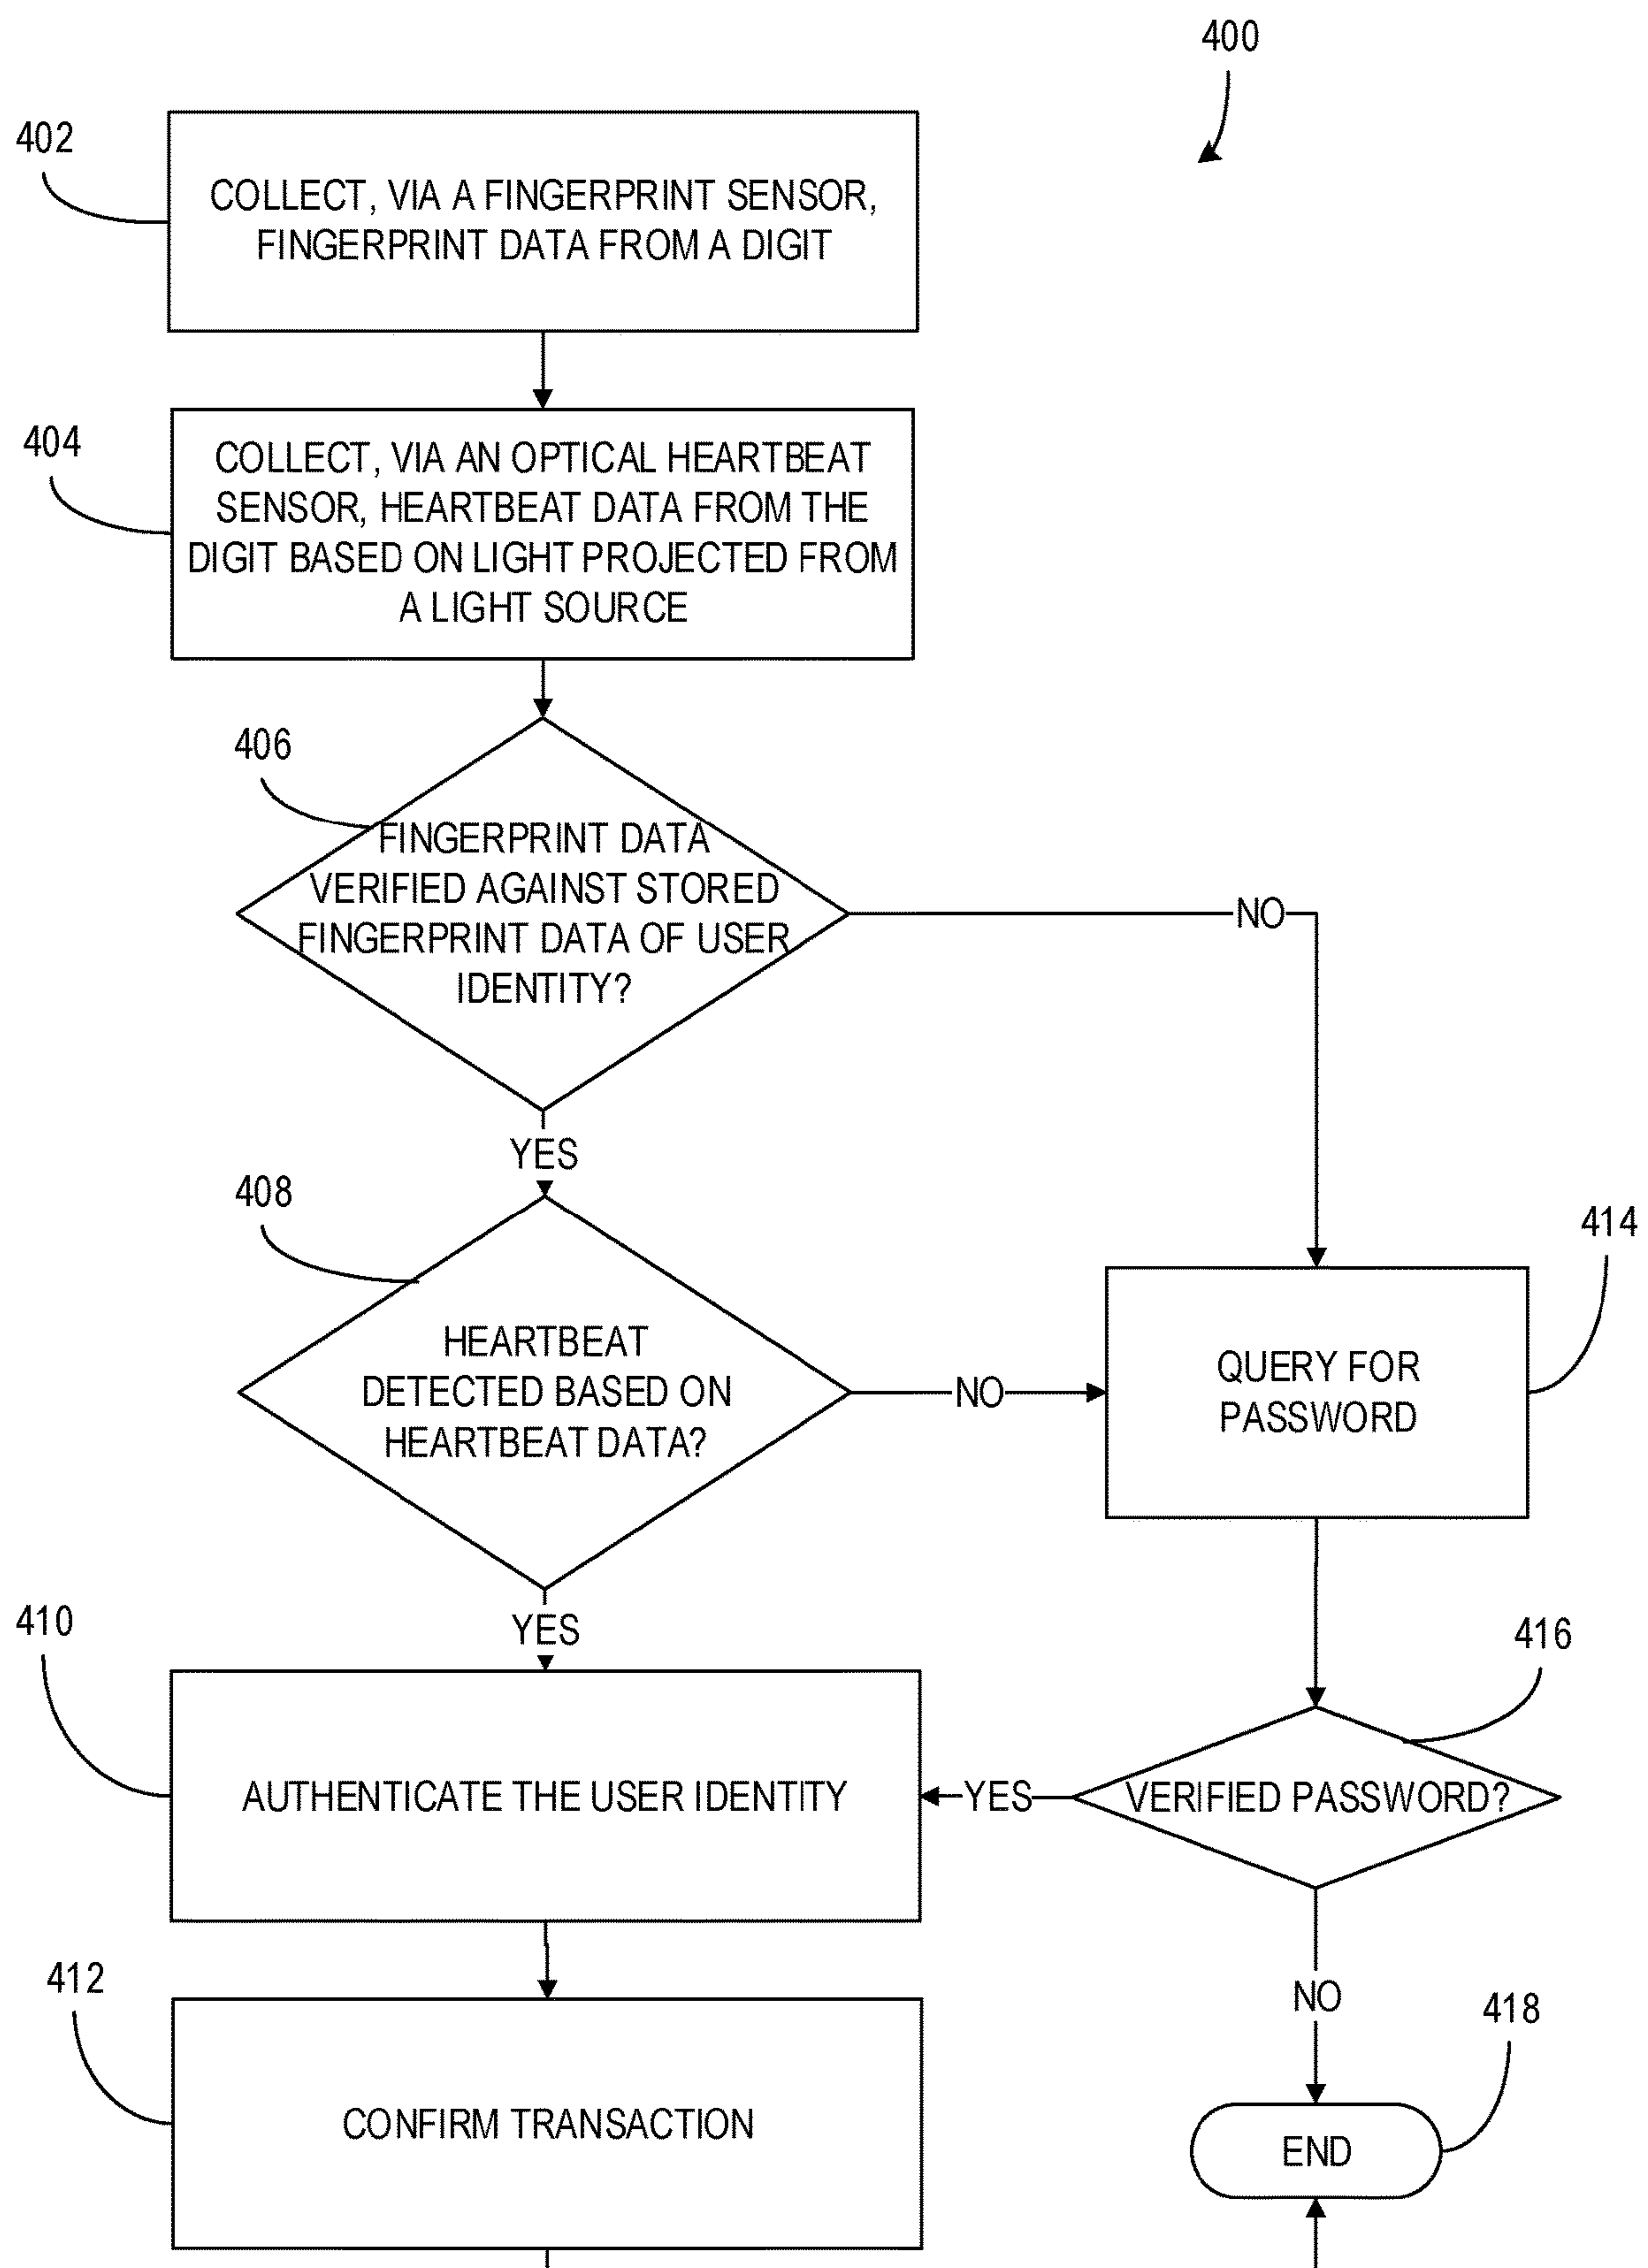 400
402
COLLECT, VIA A FINGERPRINT SENSOR,
FINGERPRINT DATA FROM A DIGIT
404
COLLECT, VIA AN OPTICAL HEARTBEAT
SENSOR, HEARTBEAT DATA FROM THE
DIGIT BASED ON LIGHT PROJECTED FROM
A LIGHT SOURCE
406
FINGERPRINT DATA
VERIFIED AGAINST STORED
FINGERPRINT DATA OF USER
IDENTITY?
NO
YES
408
HEARTBEAT
DETECTED BASED ON
HEARTBEAT DATA?
NO
414
QUERY FOR
PASSWORD
YES
410
AUTHENTICATE THE USER IDENTITY
YES
416
VERIFIED PASSWORD?
412
CONFIRM TRANSACTION
NO
418
END